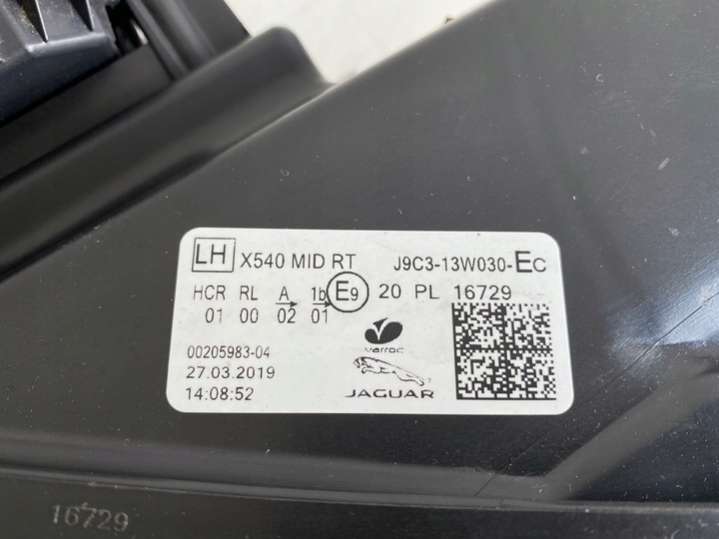 LH X540 MID RT J9C3-13W030-EC
HCR RL A 1b E9 20 PL 16729
01 00 02 01
varroc
00205983-04
27.03.2019
14:08:52
JAGUAR
16729